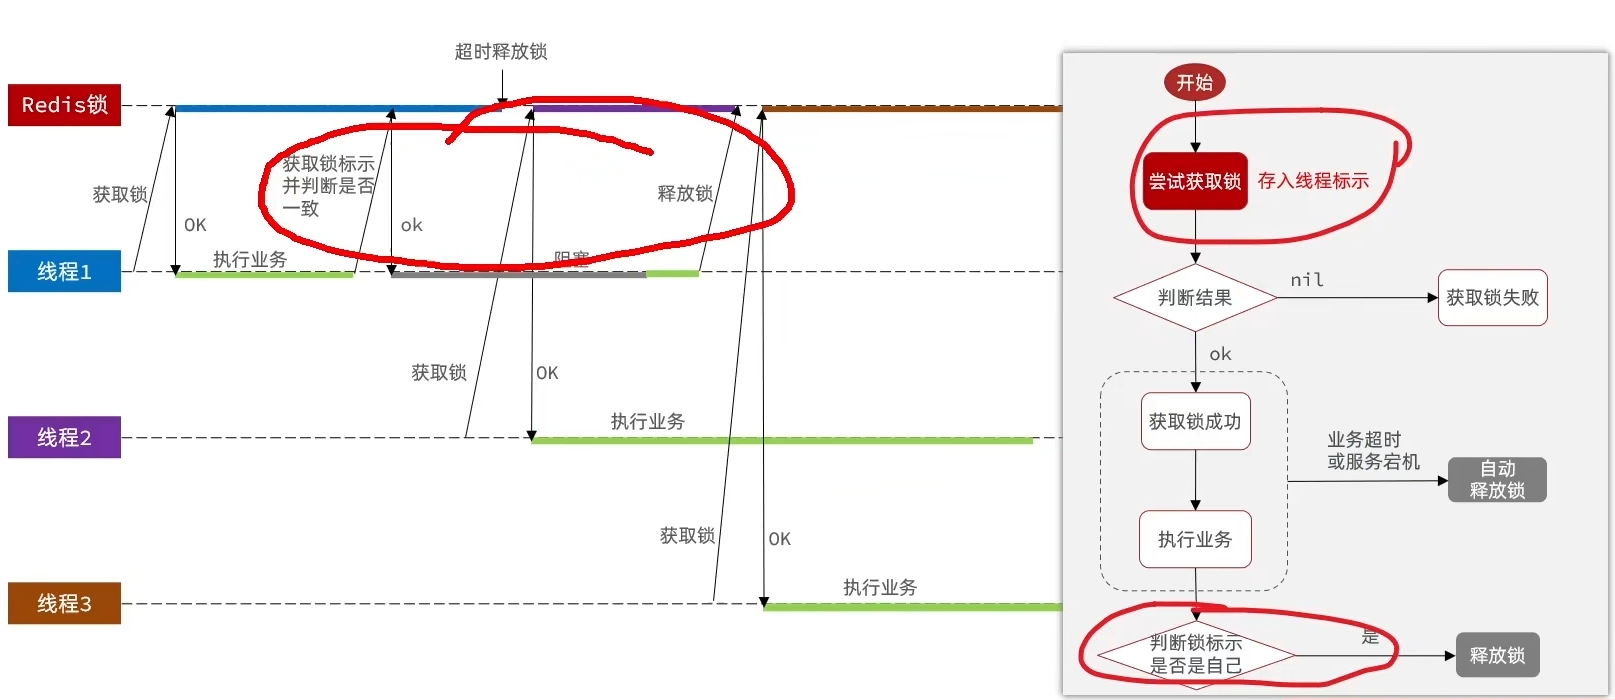 超时释放锁
Redis锁
获取锁
OK
获取锁标示
并判断是否
一致
ok
释放锁
线程1
执行业务
阻塞
获取锁
OK
线程2
执行业务
获取锁
OK
线程3
执行业务
开始
尝试获取锁
存入线程标示
判断结果
nil
获取锁失败
ok
获取锁成功
执行业务
业务超时
或服务宕机
自动
释放锁
判断锁标示
是否是自己
是
释放锁